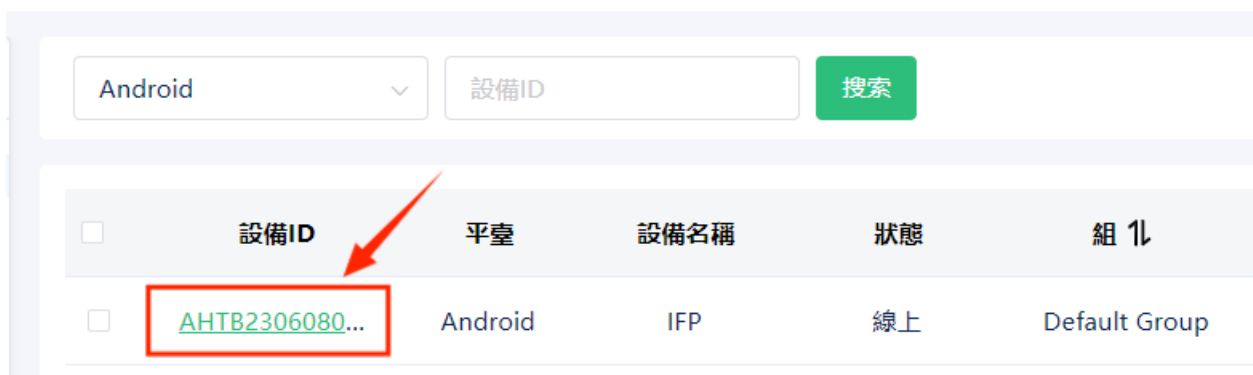 Android 設備ID 搜索
設備ID 平臺 設備名稱 狀態 組
AHTB2306080... Android IFP 線上 Default Group